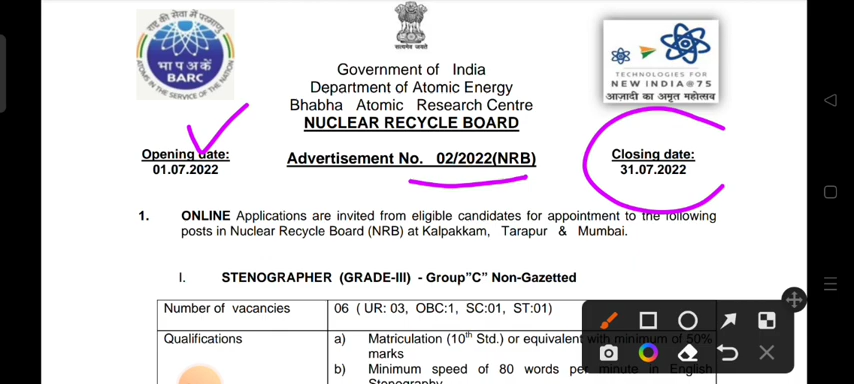 राष्ट्र की सेवा में परमाणु
भा प अ कें
BARC
ATOMS IN THE SERVICE OF THE NATION
सत्यमेव जयते
TECHNOLOGIES FOR
NEW INDIA@75
आज़ादी का अमृत महोत्सव
Government of India
Department of Atomic Energy
Bhabha Atomic Research Centre
NUCLEAR RECYCLE BOARD
Opening date:
01.07.2022
Advertisement No. 02/2022(NRB)
Closing date:
31.07.2022
1. ONLINE Applications are invited from eligible candidates for appointment to the following
posts in Nuclear Recycle Board (NRB) at Kalpakkam, Tarapur & Mumbai.
I. STENOGRAPHER (GRADE-III) - Group"C" Non-Gazetted
Number of vacancies 06 ( UR: 03, OBC:1, SC:01, ST:01)
Qualifications a) Matriculation (10th Std.) or equivalent with minimum of 50%
marks
b) Minimum speed of 80 words per minute in English
Stenography